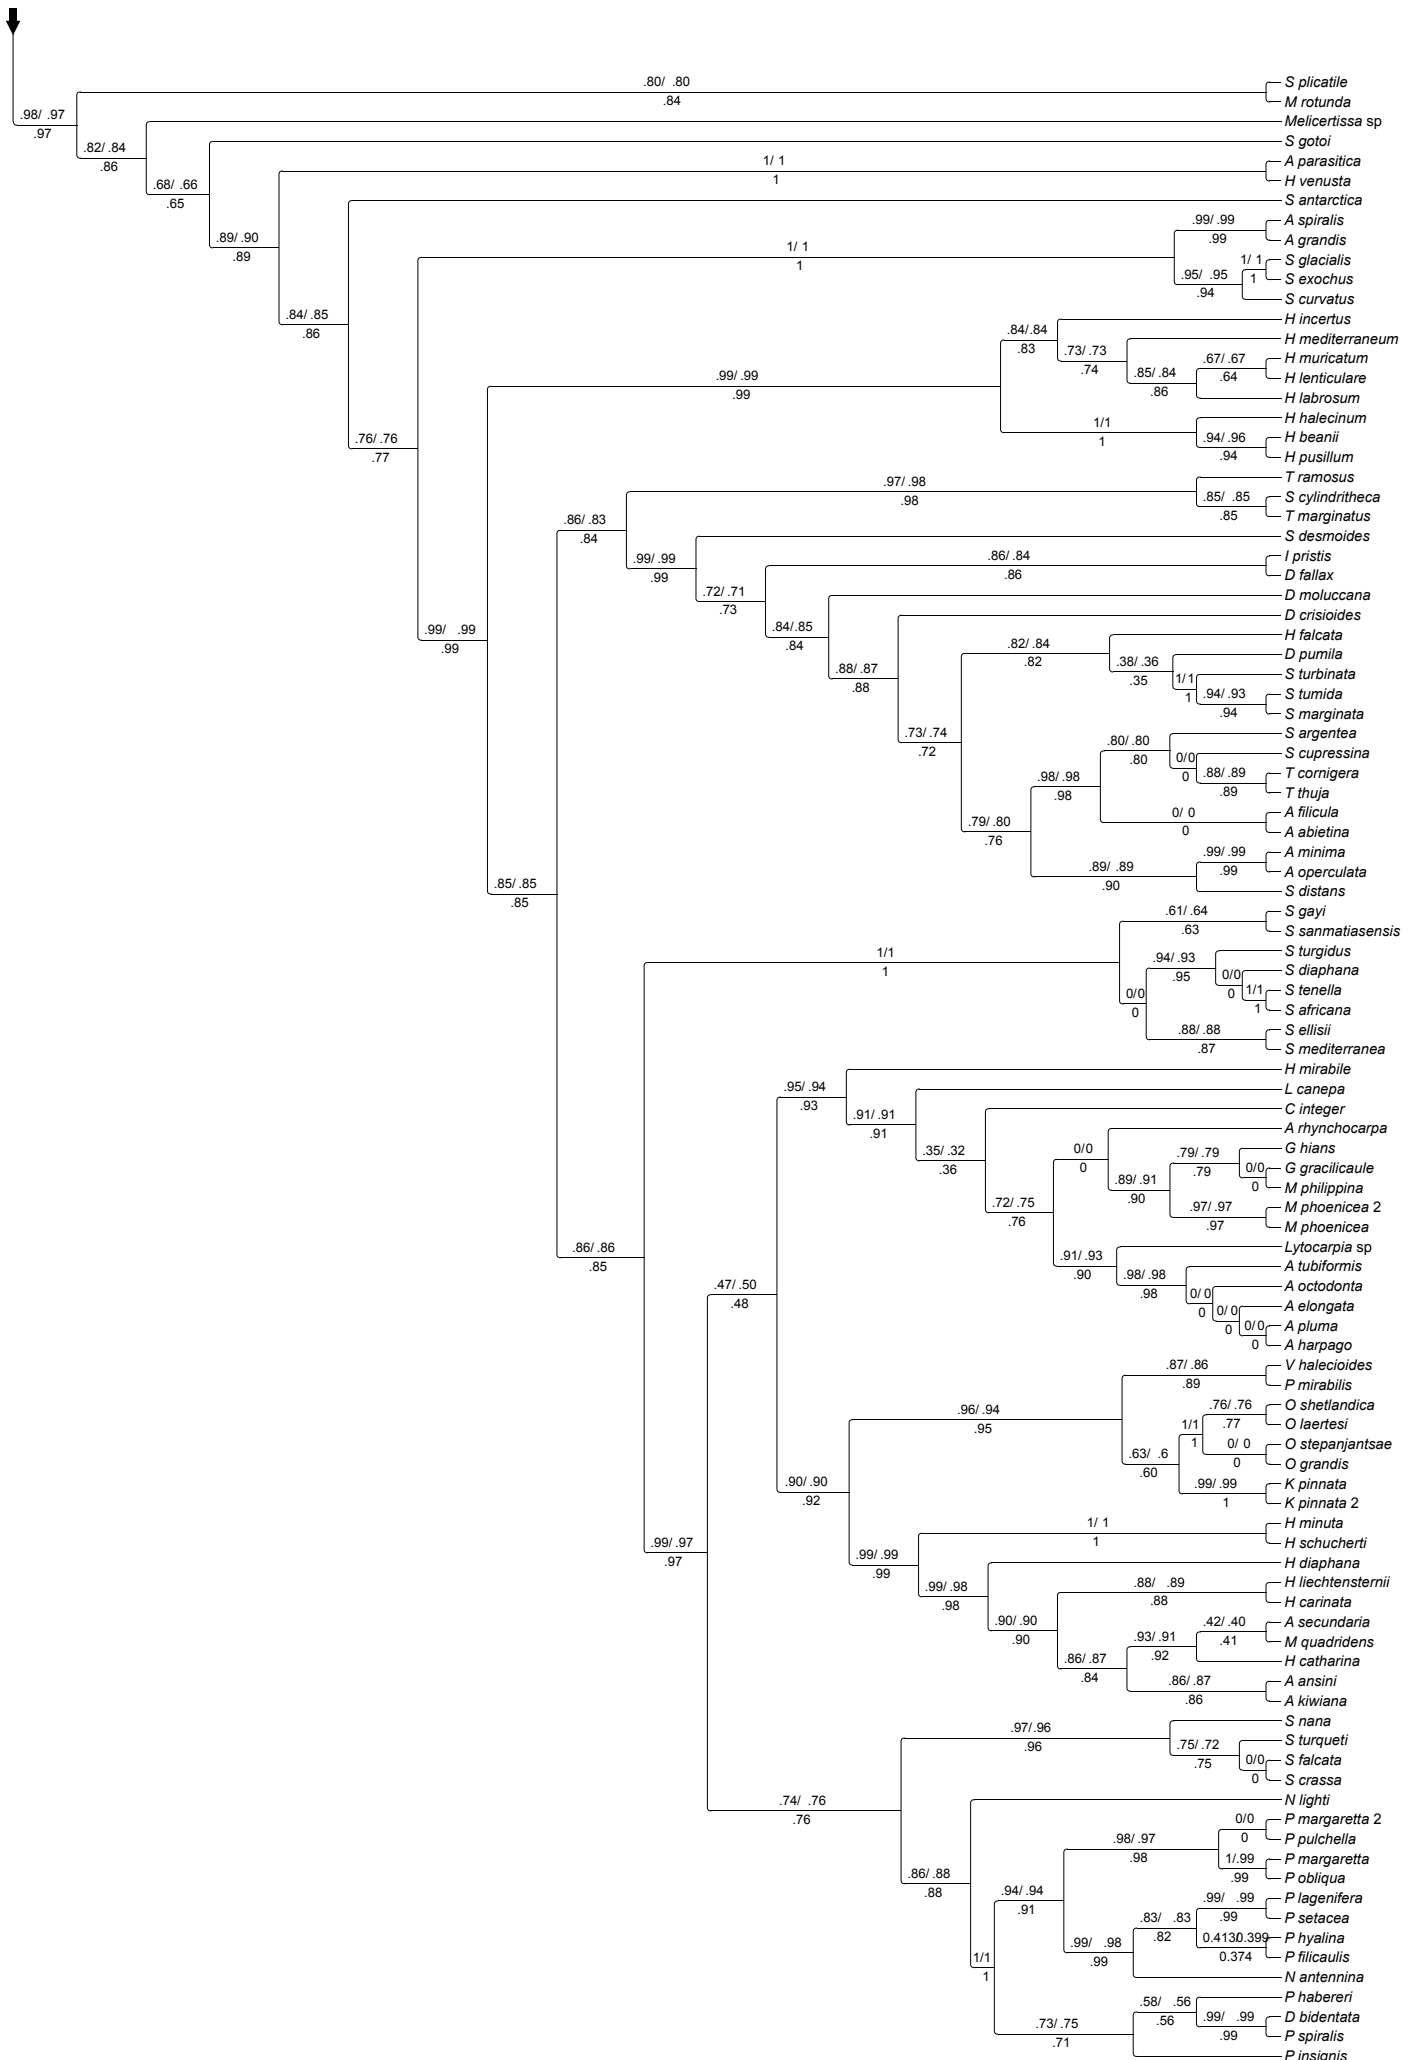 .80/ .80
S plicatile
.84
M rotunda
.98/ .97
.97
Melicertissa sp
.82/ .84
.86
S gotoi
1/ 1
A parasitica
1
H venusta
.68/ .66
.65
S antarctica
.99/ .99
A spiralis
.99
A grandis
.89/ .90
.89
1/ 1
1
1/ 1
S glacialis
.95/ .95
1
S exochus
.94
S curvatus
.84/ .85
.86
H incertus
.84/.84
.83
H mediterraneum
.73/ .73
.74
.67/ .67
H muricatum
.64
H lenticulare
.85/ .84
.86
H labrosum
.99/ .99
.99
H halecinum
1/1
1
.94/ .96
H beanii
.94
H pusillum
.76/ .76
.77
T ramosus
.97/ .98
.98
.85/ .85
S cylindritheca
.85
T marginatus
.86/ .83
.84
S desmoides
.86/ .84
I pristis
.86
D fallax
.99/ .99
.99
D moluccana
.72/ .71
.73
D crisioides
.84/.85
.84
H falcata
.82/ .84
.82
.99/ .99
.99
D pumila
.38/ .36
.35
.88/ .87
.88
S turbinata
1/ 1
1
.94/ .93
S tumida
.94
S marginata
.73/ .74
.72
S argentea
.80/ .80
.80
S cupressina
0/0
0
.88/ .89
T cornigera
.89
T thuja
.98/ .98
.98
0/ 0
A filicula
0
A abietina
.79/ .80
.76
.99/ .99
A minima
.99
A operculata
.89/ .89
.90
S distans
.85/ .85
.85
.61/ .64
S gayi
.63
S sanmatiasensis
1/1
1
S turgidus
.94/ .93
.95
S diaphana
0/0
0
1/1
S tenella
1
S africana
0/0
0
.88/ .88
S ellisii
.87
S mediterranea
H mirabile
.95/ .94
.93
L canepa
.91/ .91
.91
C integer
A rhynchocarpa
.35/ .32
.36
0/0
0
.79/ .79
G hians
.79
0/0
G gracilicaule
0
M philippina
.89/ .91
.90
.97/ .97
M phoenicea 2
.97
M phoenicea
.72/ .75
.76
Lytocarpia sp
.91/ .93
.90
A tubiformis
.98/ .98
.98
A octodonta
0/ 0
0
A elongata
0/ 0
0
0/0
A pluma
0
A harpago
.86/ .86
.85
.47/ .50
.48
.87/ .86
V halecioides
.89
P mirabilis
.96/ .94
.95
.76/ .76
O shetlandica
.77
O laertesi
1/1
1
0/ 0
O stepanjantsae
0
O grandis
.63/ .6
.60
.99/ .99
K pinnata
1
K pinnata 2
.90/ .90
.92
1/ 1
H minuta
1
H schucherti
.99/ .97
.97
.99/ .99
.99
H diaphana
.99/ .98
.98
.88/ .89
H liechtensternii
.88
H carinata
.90/ .90
.90
.42/ .40
A secundaria
.41
M quadridens
.93/ .91
.92
H catharina
.86/ .87
.84
.86/ .87
A ansini
.86
A kiwiana
S nana
.97/ .96
.96
S turqueti
.75/ .72
.75
0/0
S falcata
0
S crassa
.74/ .76
.76
N lighti
0/0
P margaretta 2
0
P pulchella
.98/ .97
.98
1/.99
P margaretta
.99
P obliqua
.86/ .88
.88
.94/ .94
.91
.99/ .99
P lagenifera
.99
P setacea
.83/ .83
.82
0.413/0.399
P hyalina
0.374
P filicaulis
.99/ .98
.99
N antennina
1/1
1
P habereri
.58/ .56
.56
.99/ .99
D bidentata
.99
P spiralis
.73/ .75
.71
P insignis